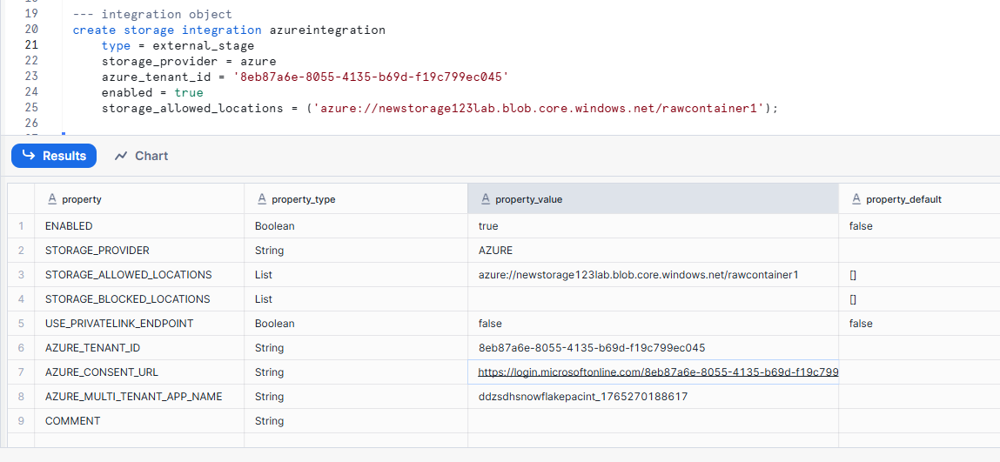 19 --- integration object
20 create storage integration azureintegration
21 type = external_stage
22 storage_provider = azure
23 azure_tenant_id = '8eb87a6e-8055-4135-b69d-f19c799ec045'
24 enabled = true
25 storage_allowed_locations = ('azure://newstorage123lab.blob.core.windows.net/rawcontainer1');
26
Results Chart
A property A property_type A property_value A property_default
1 ENABLED Boolean true false
2 STORAGE_PROVIDER String AZURE
3 STORAGE_ALLOWED_LOCATIONS List azure://newstorage123lab.blob.core.windows.net/rawcontainer1 []
4 STORAGE_BLOCKED_LOCATIONS List []
5 USE_PRIVATELINK_ENDPOINT Boolean false false
6 AZURE_TENANT_ID String 8eb87a6e-8055-4135-b69d-f19c799ec045
7 AZURE_CONSENT_URL String https://login.microsoftonline.com/8eb87a6e-8055-4135-b69d-f19c799
8 AZURE_MULTI_TENANT_APP_NAME String ddzsdhsnowflakepacint_1765270188617
9 COMMENT String